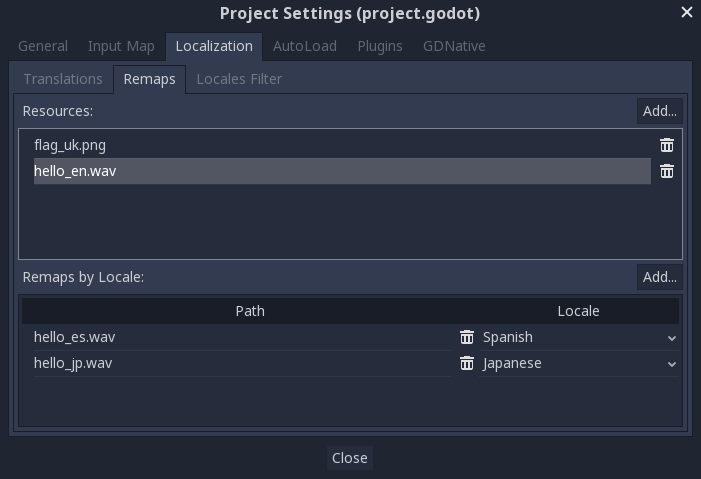 Project Settings (project.godot)
General Input Map Localization AutoLoad Plugins GDNative
Translations Remaps Locales Filter
Resources: Add...
flag_uk.png
hello_en.wav
Remaps by Locale: Add...
Path Locale
hello_es.wav Spanish
hello_jp.wav Japanese
Close